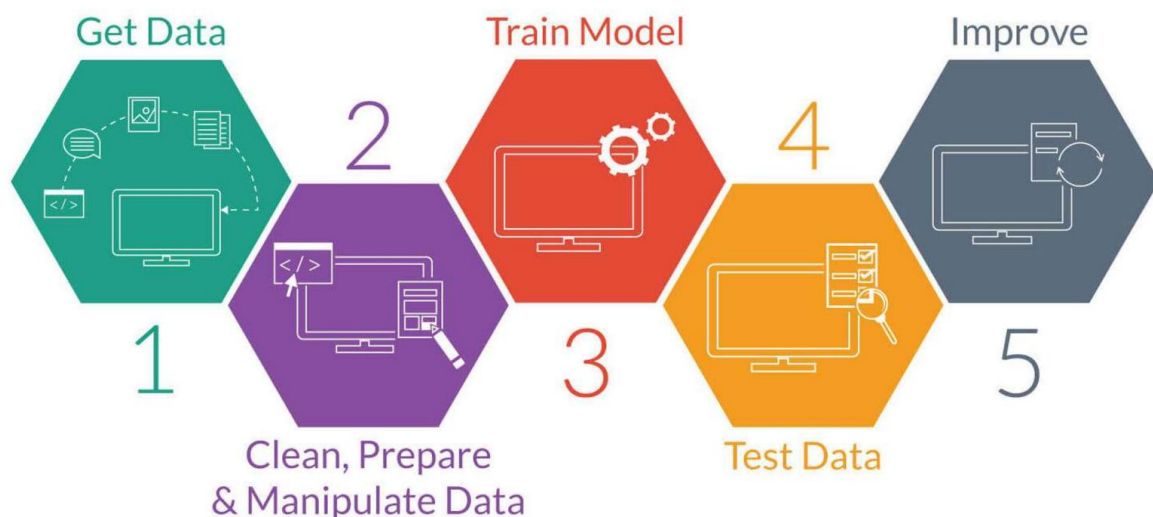 Get Data
1
2
Clean, Prepare
& Manipulate Data
Train Model
3
4
Test Data
Improve
5
</>
</>